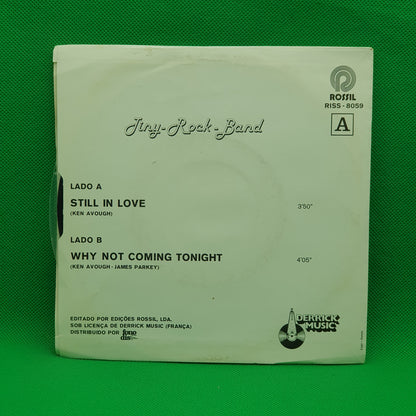 ROSSIL
RISS - 8059
A
Tiny-Rock-Band
LADO A
STILL IN LOVE 3'50"
(KEN AVOUGH)
LADO B
WHY NOT COMING TONIGHT 4'05"
(KEN AVOUGH - JAMES PARKEY)
EDITADO POR EDIÇÕES ROSSIL, LDA.
SOB LICENÇA DE DERRICK MUSIC (FRANÇA)
DISTRIBUIDO POR fonodis
DERRICK
MUSIC